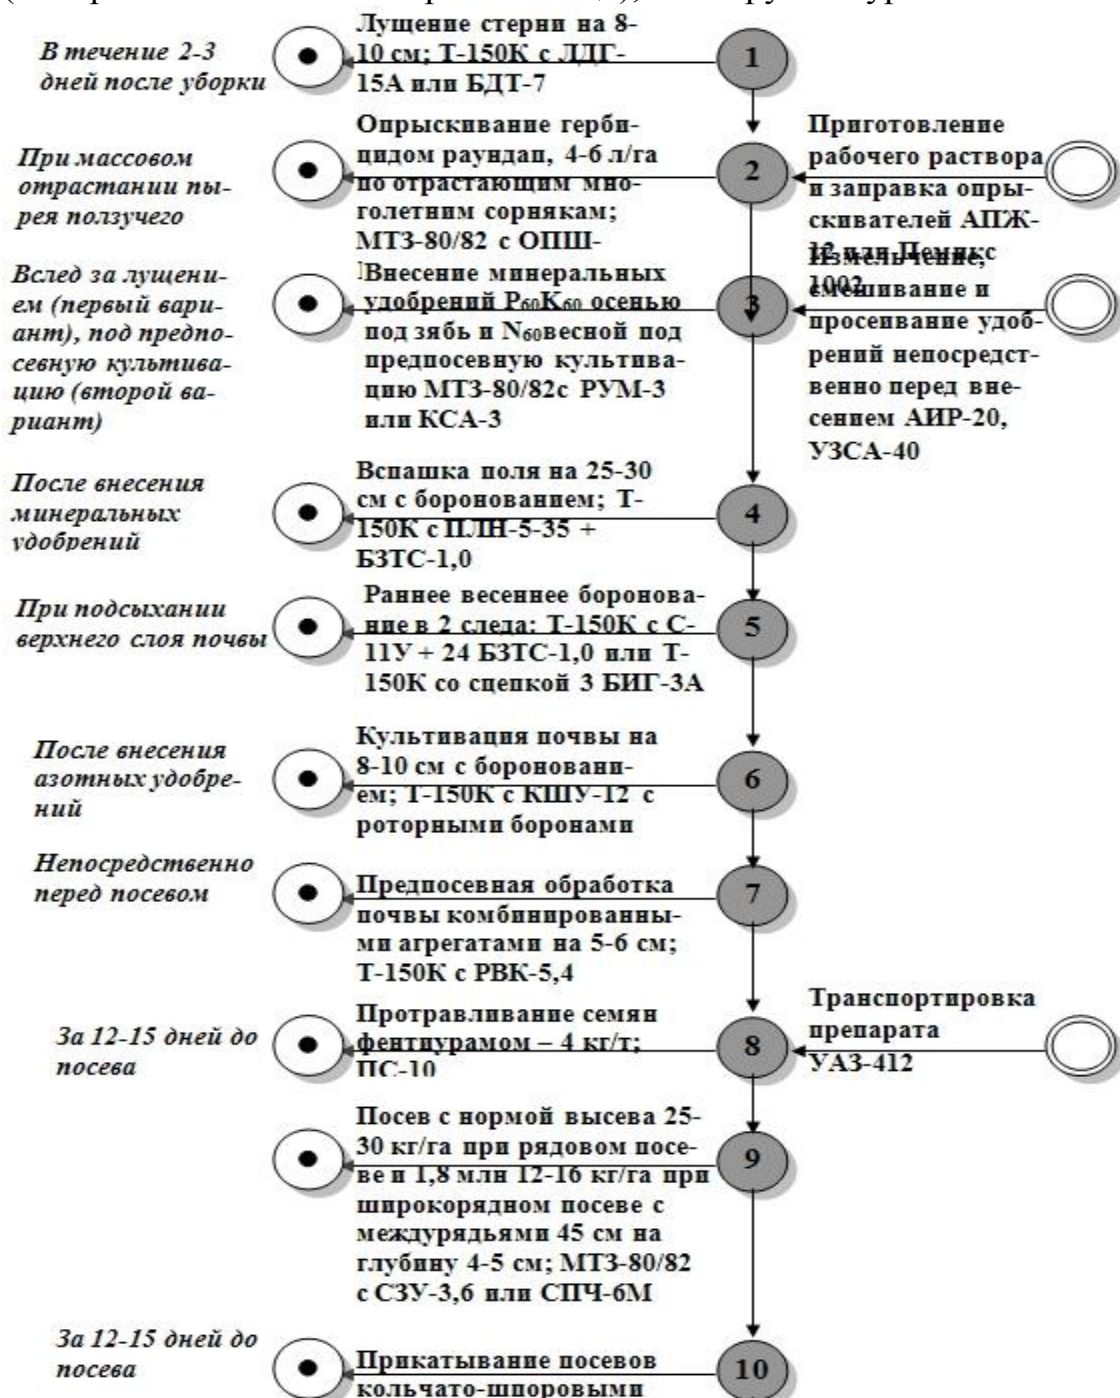 Лущение стерни на 8-
10 см; Т-150К с ЛДГ-
15А или БДТ-7
В течение 2-3
дней после уборки
1
Опрыскивание герби-
цидом раундап, 4-6 л/га
по отрастающим мно-
голетним сорнякам;
МТЗ-80/82 с ОПШ-
При массовом
отрастании пы-
рея ползучего
2
Приготовление
рабочего раствора
и заправка опры-
скивателей АПЖ-
12 или Пемикс
1002
Вслед за лущени-
ем (первый вари-
ант), под предпо-
севную культива-
цию (второй ва-
риант)
Внесение минеральных
удобрений P₆₀K₆₀ осенью
под зябь и N₆₀весной под
предпосевную культива-
цию МТЗ-80/82с РУМ-3
или КСА-3
3
Измельчение,
смешивание и
просеивание удоб-
рений непосредст-
венно перед вне-
сением АИР-20,
УЗСА-40
После внесения
минеральных
удобрений
Вспашка поля на 25-30
см с боронованием; Т-
150К с ПЛН-5-35 +
БЗТС-1,0
4
При подсыхании
верхнего слоя почвы
Раннее весеннее боронова-
ние в 2 следа: Т-150К с С-
11У + 24 БЗТС-1,0 или Т-
150К со сцепкой 3 БИГ-3А
5
После внесения
азотных удобре-
ний
Культивация почвы на
8-10 см с бороновани-
ем; Т-150К с КШУ-12 с
роторными боронами
6
Непосредственно
перед посевом
Предпосевная обработка
почвы комбинированны-
ми агрегатами на 5-6 см;
Т-150К с РВК-5,4
7
За 12-15 дней до
посева
Протравливание семян
фентиурамом – 4 кг/т;
ПС-10
8
Транспортировка
препарата
УАЗ-412
Посев с нормой высева 25-
30 кг/га при рядовом посе-
ве и 1,8 млн 12-16 кг/га при
широкорядном посеве с
междурядьями 45 см на
глубину 4-5 см; МТЗ-80/82
с СЗУ-3,6 или СПЧ-6М
9
За 12-15 дней до
посева
Прикатывание посевов
кольчато-шпоровыми
10